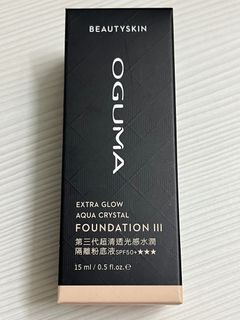 BEAUTYSKIN
OGUMA
EXTRA GLOW
AQUA CRYSTAL
FOUNDATION III
第三代超清透光感水潤
隔離粉底液SPF50+★★★
15 ml / 0.5 fl.oz.℮